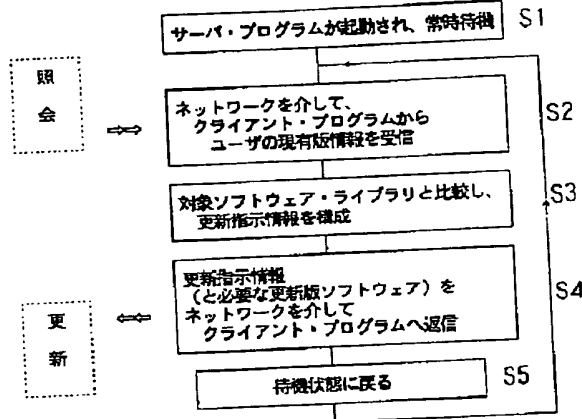 サーバ・プログラムが起動され、常時待機
S1
照
会
ネットワークを介して、
クライアント・プログラムから
ユーザの現有版情報を受信
S2
対象ソフトウェア・ライブラリと比較し、
更新指示情報を構成
S3
更新指示情報
(と必要な更新版ソフトウェア)を
ネットワークを介して
クライアント・プログラムへ返信
S4
更
新
待機状態に戻る
S5